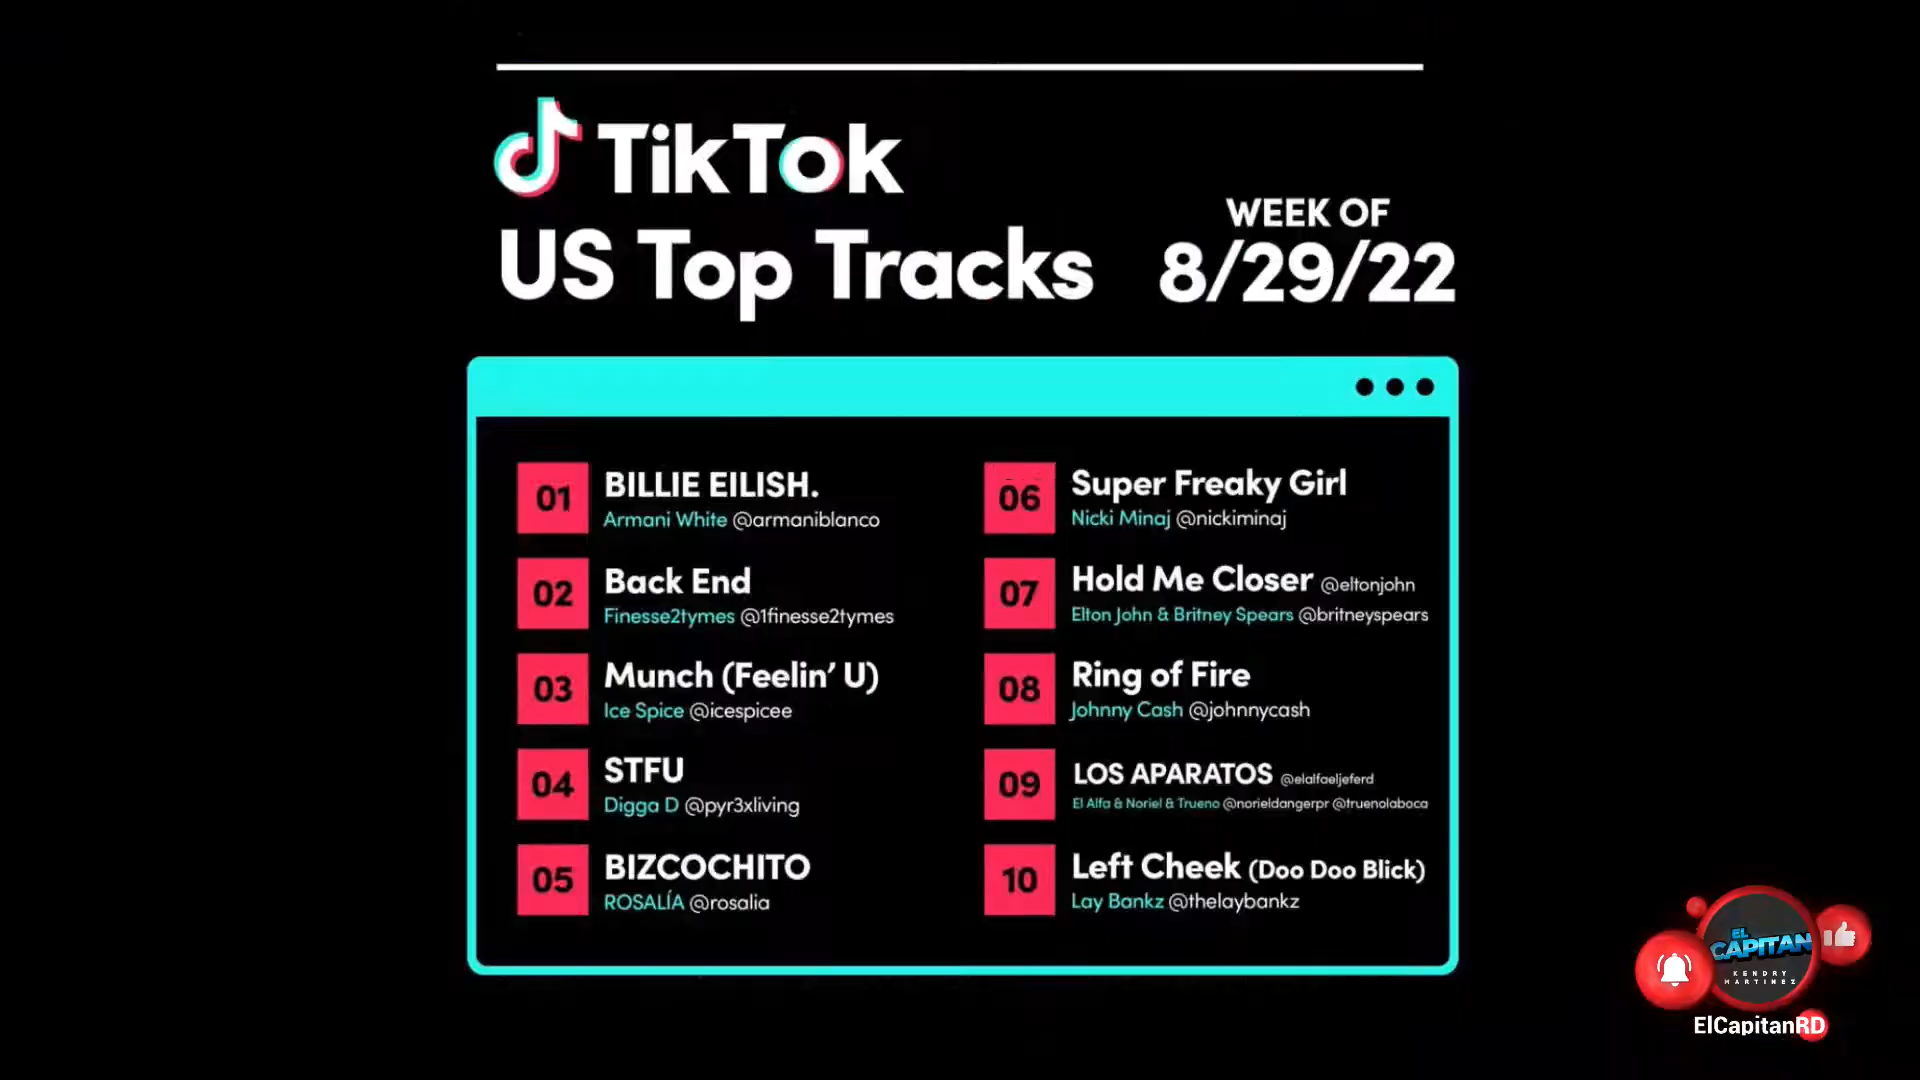 TikTok
US Top Tracks
WEEK OF
8/29/22
01
BILLIE EILISH.
Armani White @armaniblanco
02
Back End
Finesse2tymes @1finesse2tymes
03
Munch (Feelin’ U)
Ice Spice @icespicee
04
STFU
Digga D @pyr3xliving
05
BIZCOCHITO
ROSALÍA @rosalia
06
Super Freaky Girl
Nicki Minaj @nickiminaj
07
Hold Me Closer @eltonjohn
Elton John & Britney Spears @britneyspears
08
Ring of Fire
Johnny Cash @johnnycash
09
LOS APARATOS @elalfaeljeferd
El Alfa & Noriel & Trueno @norieldangerpr @truenolaboca
10
Left Cheek (Doo Doo Blick)
Lay Bankz @thelaybankz
EL
CAPITAN
KENDRY
MARTINEZ
ElCapitanRD